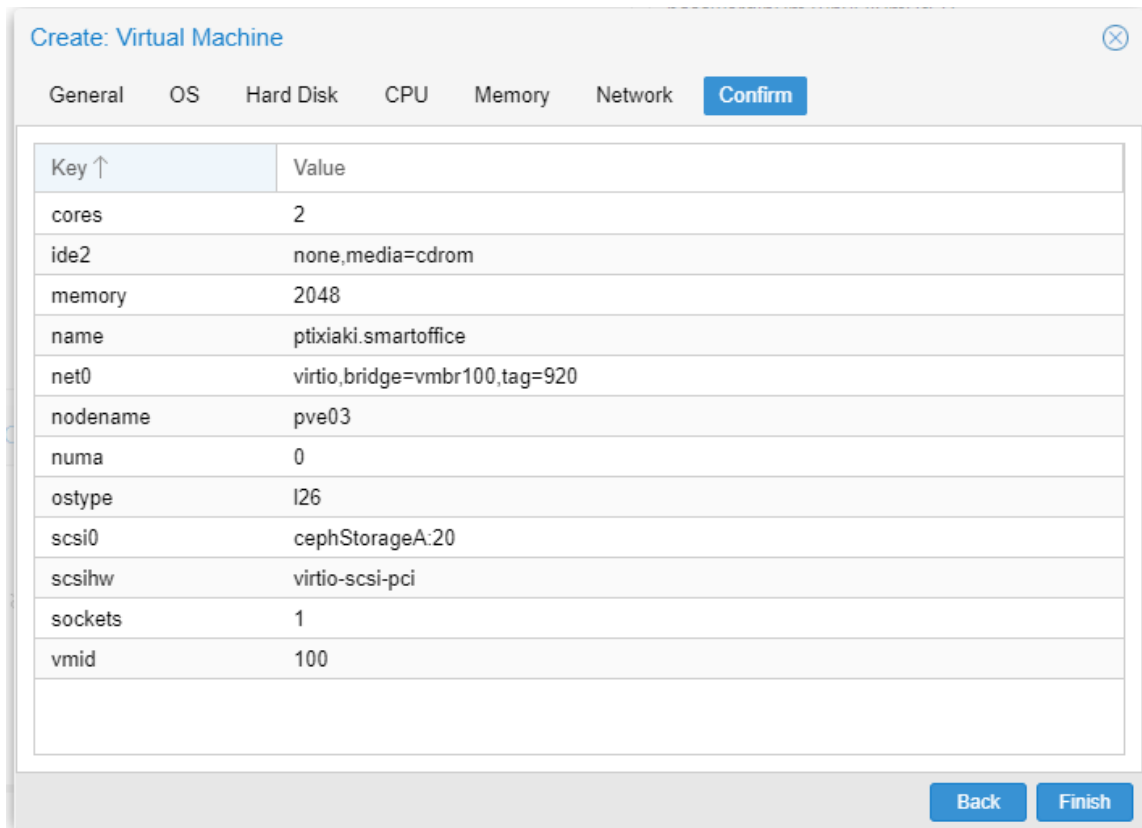 Create: Virtual Machine
General OS Hard Disk CPU Memory Network Confirm
Key ↑ Value
cores 2
ide2 none,media=cdrom
memory 2048
name ptixiaki.smartoffice
net0 virtio,bridge=vmbr100,tag=920
nodename pve03
numa 0
ostype l26
scsi0 cephStorageA:20
scsihw virtio-scsi-pci
sockets 1
vmid 100
Back Finish